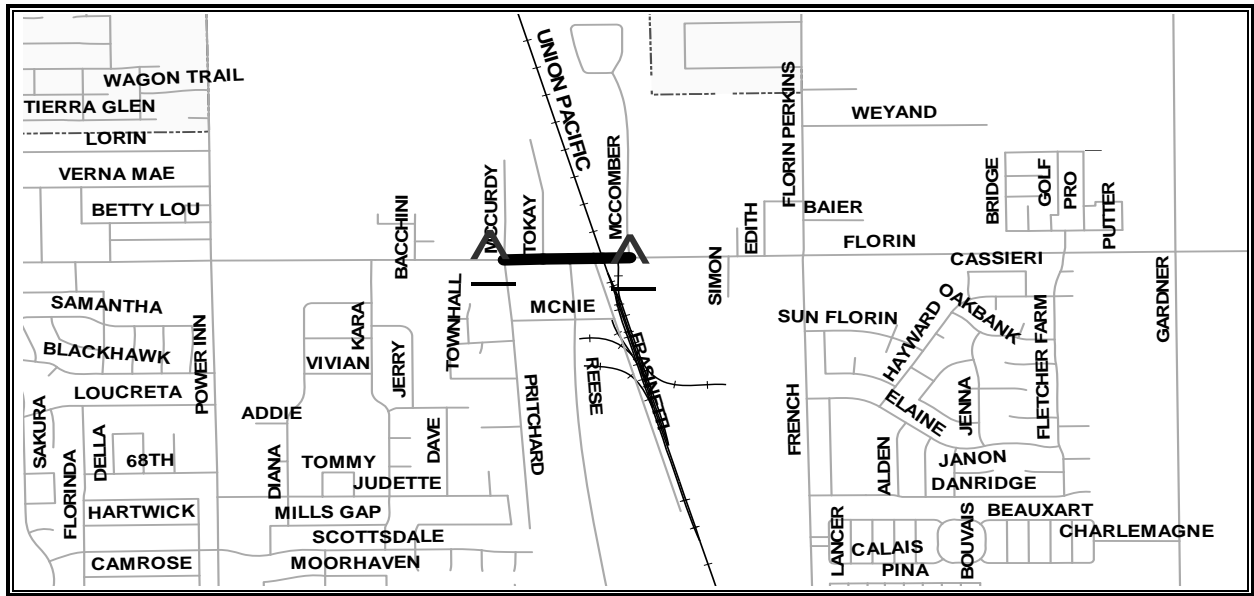 UNION PACIFIC
WAGON TRAIL
FLORIN PERKINS
TIERRA GLEN
WEYAND
LORIN
MCCOMBER
VERNA MAE
BRIDGE
GOLF
PRO
PUTTER
MCCURDY
TOKAY
BACCHINI
BETTY LOU
EDITH
BAIER
FLORIN
CASSIERI
SIMON
GARDNER
SAMANTHA
KARA
TOWNHALL
MCNIE
SUN FLORIN
HAYWARD
OAKBANK
FLETCHER FARM
BLACKHAWK
POWER INN
VIVIAN
JERRY
REESE
FRASINETTI
LOUCRETA
PRITCHARD
FRENCH
ELAINE
JENNA
SAKURA
ADDIE
DELLA
DAVE
FLORINDA
68TH
DIANA
TOMMY
ALDEN
JANON
JUDETTE
DANRIDGE
HARTWICK
MILLS GAP
BEAUXART
SCOTTSDALE
LANCER
BOUVAIS
CHARLEMAGNE
CALAIS
CAMROSE
MOORHAVEN
PINA